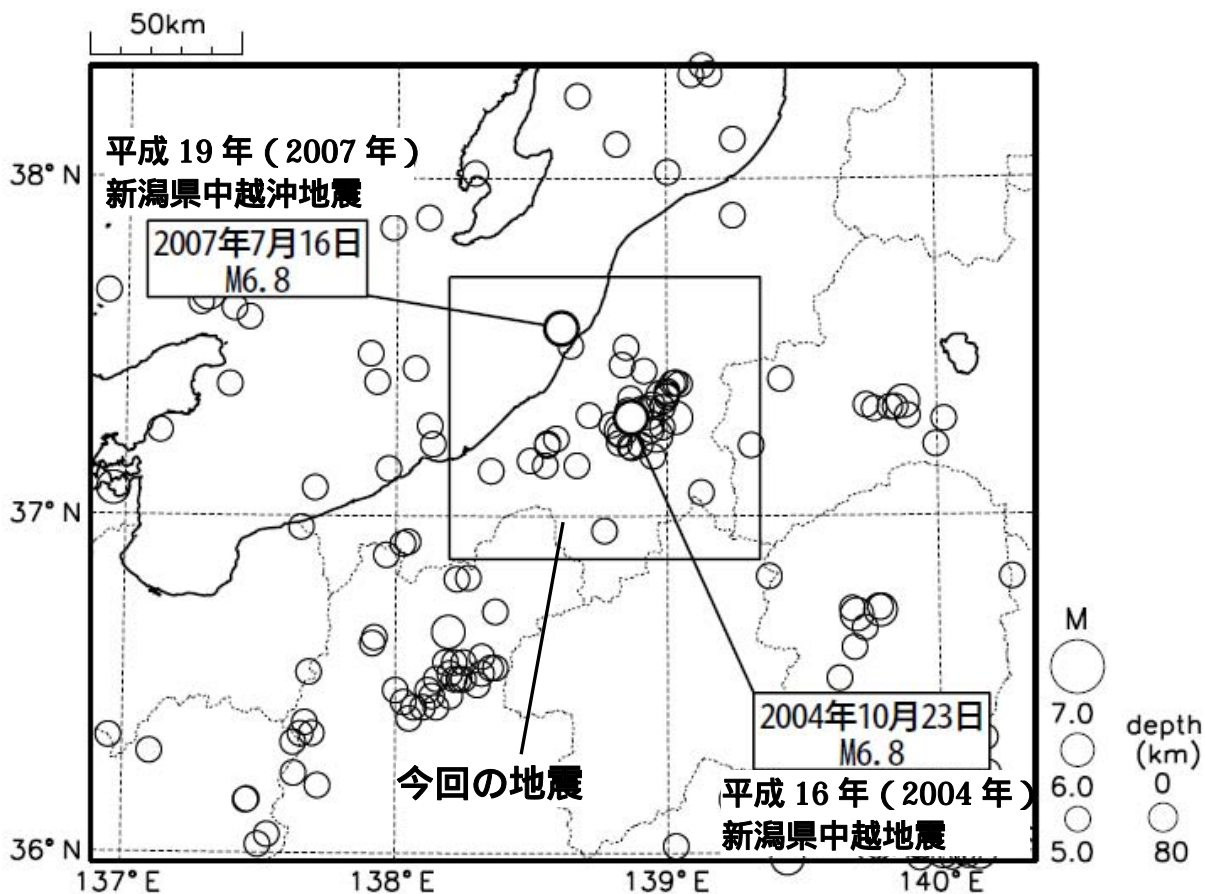 50km
平成 19 年 ( 2007 年 )
新潟県中越沖地震
2007年7月16日
M6.8
38° N
37° N
今回の地震
2004年10月23日
M6.8
平成 16 年 ( 2004 年 )
新潟県中越地震
36° N
137° E
138° E
139° E
140° E
M
7.0
6.0
5.0
depth
(km)
0
80